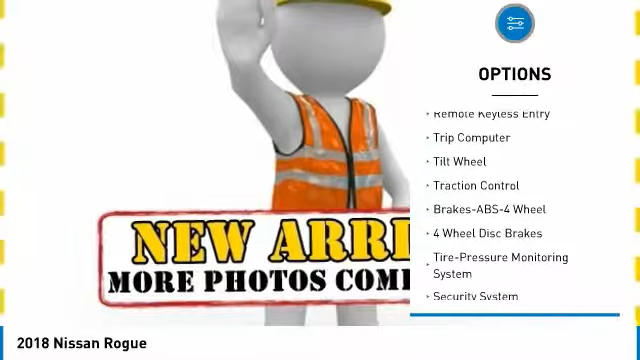 OPTIONS
Remote Keyless Entry
Trip Computer
Tilt Wheel
Traction Control
Brakes-ABS-4 Wheel
4 Wheel Disc Brakes
Tire-Pressure Monitoring
System
Security System
NEW ARRI
MORE PHOTOS COM
2018 Nissan Rogue